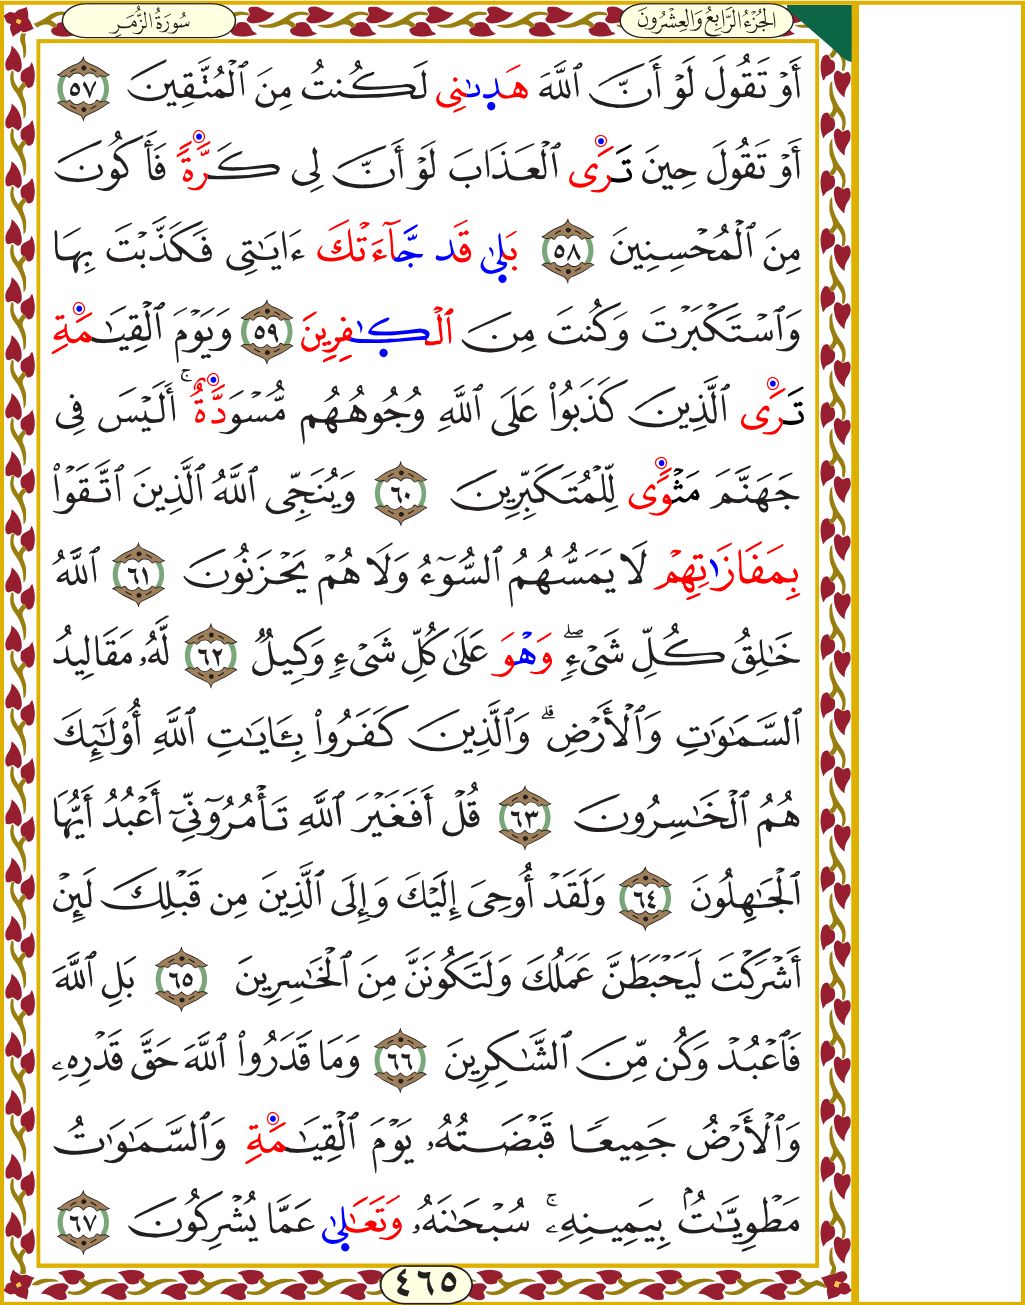 الجُزْءُ الرَّابِعُ وَالعِشْرُونَ
سُورَةُ الزُّمَرِ
أَوۡ تَقُولَ لَوۡ أَنَّ ٱللَّهَ هَدىٰنِى لَكُنتُ مِنَ ٱلۡمُتَّقِينَ ٥٧
أَوۡ تَقُولَ حِينَ تَرَى ٱلۡعَذَابَ لَوۡ أَنَّ لِى كَرَّةً فَأَكُونَ
مِنَ ٱلۡمُحۡسِنِينَ ٥٨ بَلىٰ قَد جَّآءَتۡكَ ءَايَٰتِى فَكَذَّبۡتَ بِهَا
وَٱسۡتَكۡبَرۡتَ وَكُنتَ مِنَ ٱلۡكٰفِرِينَ ٥٩ وَيَوۡمَ ٱلۡقِيَٰمَةِ
تَرَى ٱلَّذِينَ كَذَبُواْ عَلَى ٱللَّهِ وُجُوهُهُم مُّسۡوَدَّةٌۚ أَلَيۡسَ فِى
جَهَنَّمَ مَثۡوًى لِّلۡمُتَكَبِّرِينَ ٦٠ وَيُنَجِّى ٱللَّهُ ٱلَّذِينَ ٱتَّقَوۡاْ
بِمَفَازَاتِهِمۡ لَا يَمَسُّهُمُ ٱلسُّوٓءُ وَلَا هُمۡ يَحۡزَنُونَ ٦١ ٱللَّهُ
خَٰلِقُ كُلِّ شَىۡءٖۖ وَهۡوَ عَلَىٰ كُلِّ شَىۡءٖ وَكِيلٞ ٦٢ لَّهُۥ مَقَالِيدُ
ٱلسَّمَٰوَٰتِ وَٱلۡأَرۡضِۗ وَٱلَّذِينَ كَفَرُواْ بِـَٔايَٰتِ ٱللَّهِ أُوْلَٰٓئِكَ
هُمُ ٱلۡخَٰسِرُونَ ٦٣ قُلۡ أَفَغَيۡرَ ٱللَّهِ تَأۡمُرُوٓنِّىٓ أَعۡبُدُ أَيُّهَا
ٱلۡجَٰهِلُونَ ٦٤ وَلَقَدۡ أُوحِىَ إِلَيۡكَ وَإِلَى ٱلَّذِينَ مِن قَبۡلِكَ لَئِنۡ
أَشۡرَكۡتَ لَيَحۡبَطَنَّ عَمَلُكَ وَلَتَكُونَنَّ مِنَ ٱلۡخَٰسِرِينَ ٦٥ بَلِ ٱللَّهَ
فَٱعۡبُدۡ وَكُن مِّنَ ٱلشَّٰكِرِينَ ٦٦ وَمَا قَدَرُواْ ٱللَّهَ حَقَّ قَدۡرِهِۦ
وَٱلۡأَرۡضُ جَمِيعٗا قَبۡضَتُهُۥ يَوۡمَ ٱلۡقِيَٰمَةِ وَٱلسَّمَٰوَٰتُ
مَطۡوِيَّٰتُۢ بِيَمِينِهِۦۚ سُبۡحَٰنَهُۥ وَتَعَٰلىٰ عَمَّا يُشۡرِكُونَ ٦٧
٤٦٥